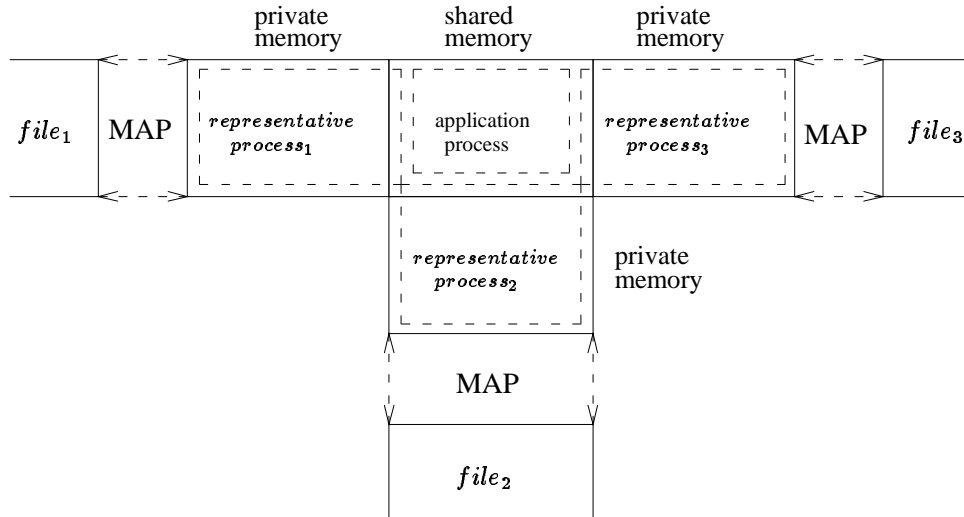 private
memory
shared
memory
private
memory
file₁
MAP
representative
process₁
application
process
representative
process₃
MAP
file₃
representative
process₂
private
memory
MAP
file₂